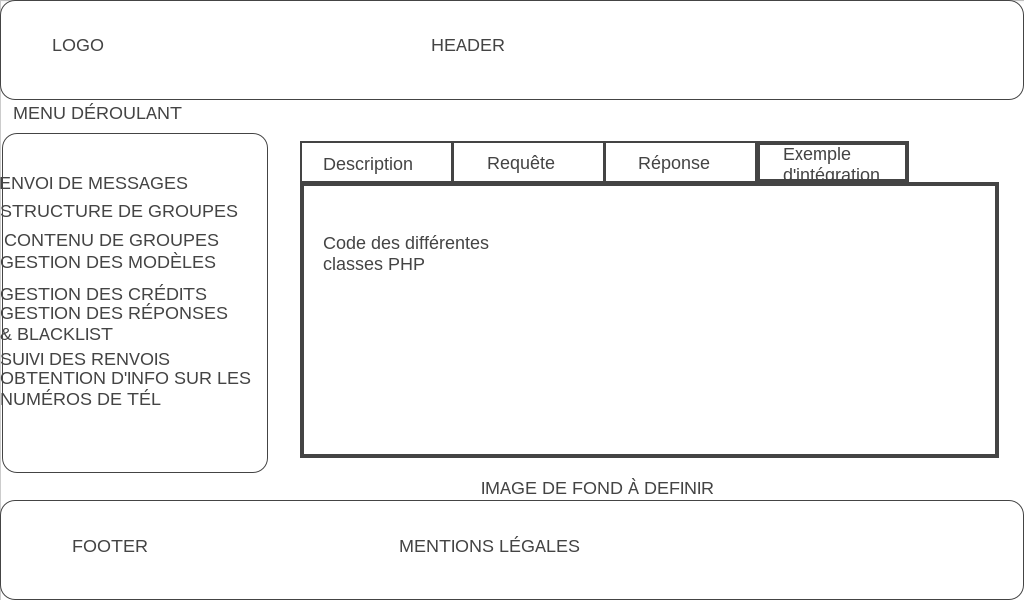 LOGO
HEADER
MENU DÉROULANT
ENVOI DE MESSAGES
STRUCTURE DE GROUPES
CONTENU DE GROUPES
GESTION DES MODÈLES
GESTION DES CRÉDITS
GESTION DES RÉPONSES
& BLACKLIST
SUIVI DES RENVOIS
OBTENTION D'INFO SUR LES
NUMÉROS DE TÉL
Description
Requête
Réponse
Exemple
d'intégration
Code des différentes
classes PHP
IMAGE DE FOND À DEFINIR
FOOTER
MENTIONS LÉGALES